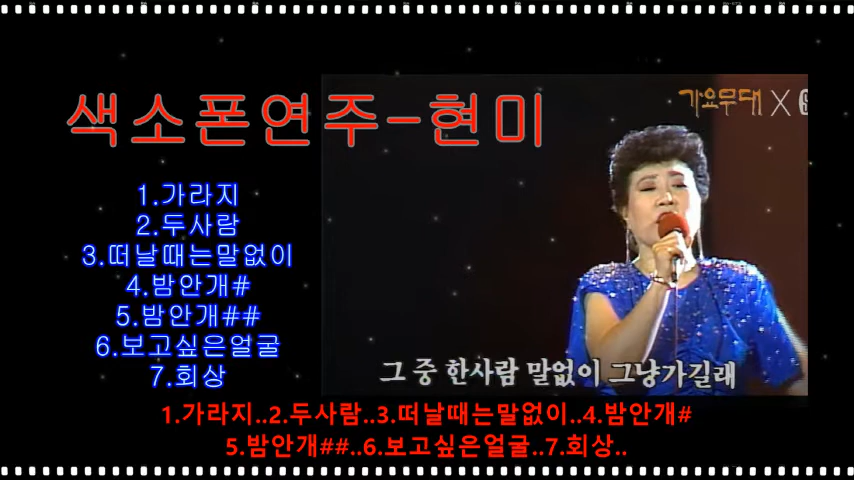 색소폰연주-현미
가요무대 X
1.가라지
2.두사람
3.떠날때는말없이
4.밤안개#
5.밤안개##
6.보고싶은얼굴
7.회상
그 중 한사람 말없이 그냥가길래
1.가라지..2.두사람..3.떠날때는말없이..4.밤안개#
5.밤안개##..6.보고싶은얼굴..7.회상..